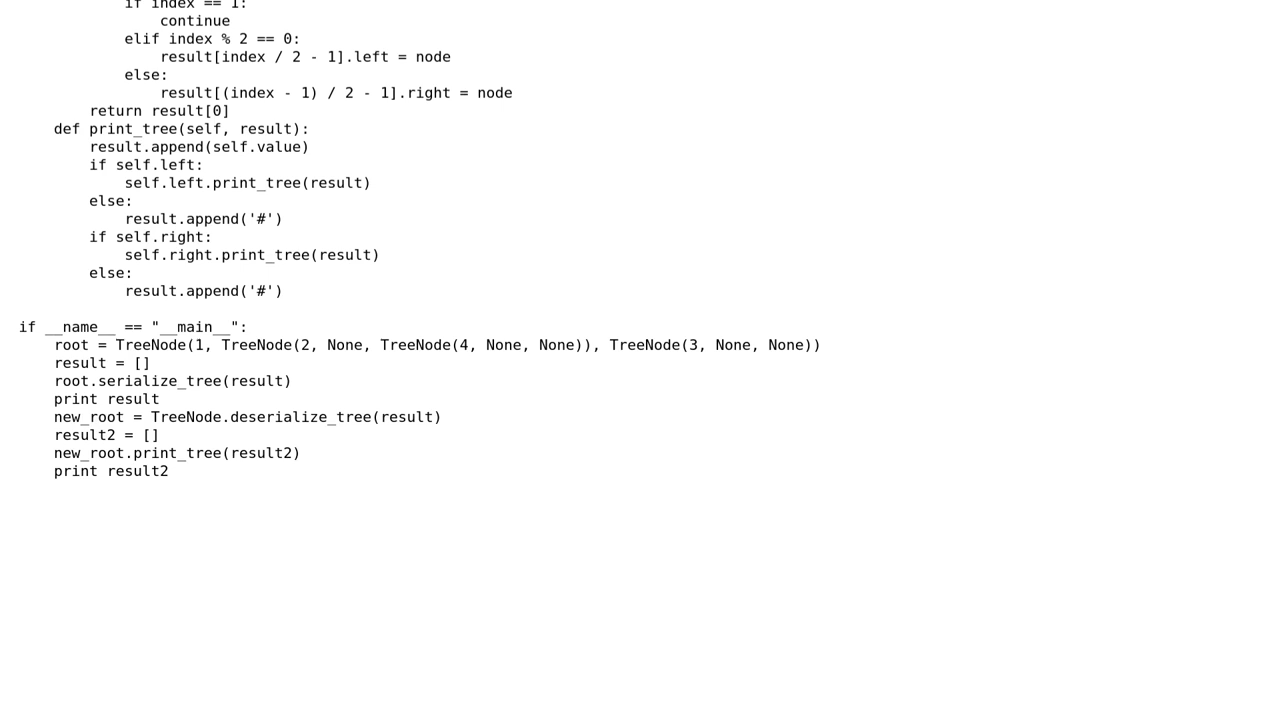 if index == 1:
                continue
            elif index % 2 == 0:
                result[index / 2 - 1].left = node
            else:
                result[(index - 1) / 2 - 1].right = node
        return result[0]
    def print_tree(self, result):
        result.append(self.value)
        if self.left:
            self.left.print_tree(result)
        else:
            result.append('#')
        if self.right:
            self.right.print_tree(result)
        else:
            result.append('#')

if __name__ == "__main__":
    root = TreeNode(1, TreeNode(2, None, TreeNode(4, None, None)), TreeNode(3, None, None))
    result = []
    root.serialize_tree(result)
    print result
    new_root = TreeNode.deserialize_tree(result)
    result2 = []
    new_root.print_tree(result2)
    print result2